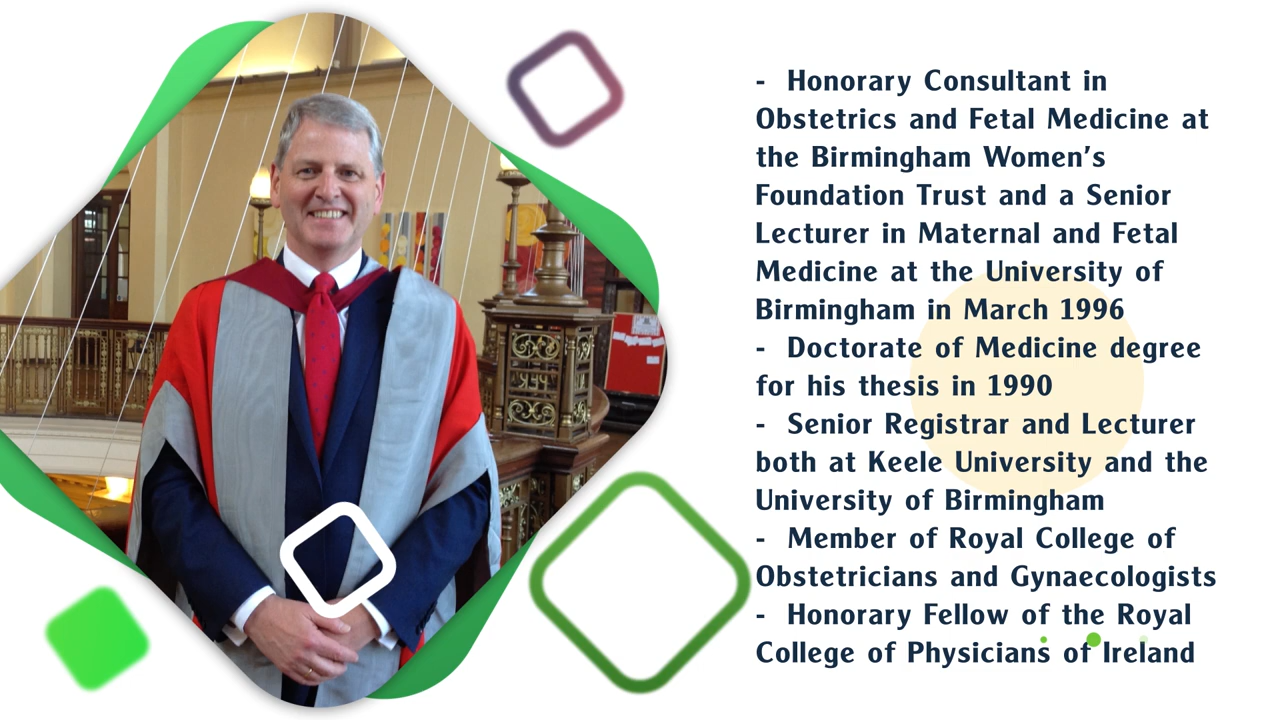 -  Honorary Consultant in
Obstetrics and Fetal Medicine at
the Birmingham Women's
Foundation Trust and a Senior
Lecturer in Maternal and Fetal
Medicine at the University of
Birmingham in March 1996
-  Doctorate of Medicine degree
for his thesis in 1990
-  Senior Registrar and Lecturer
both at Keele University and the
University of Birmingham
-  Member of Royal College of
Obstetricians and Gynaecologists
-  Honorary Fellow of the Royal
College of Physicians of Ireland